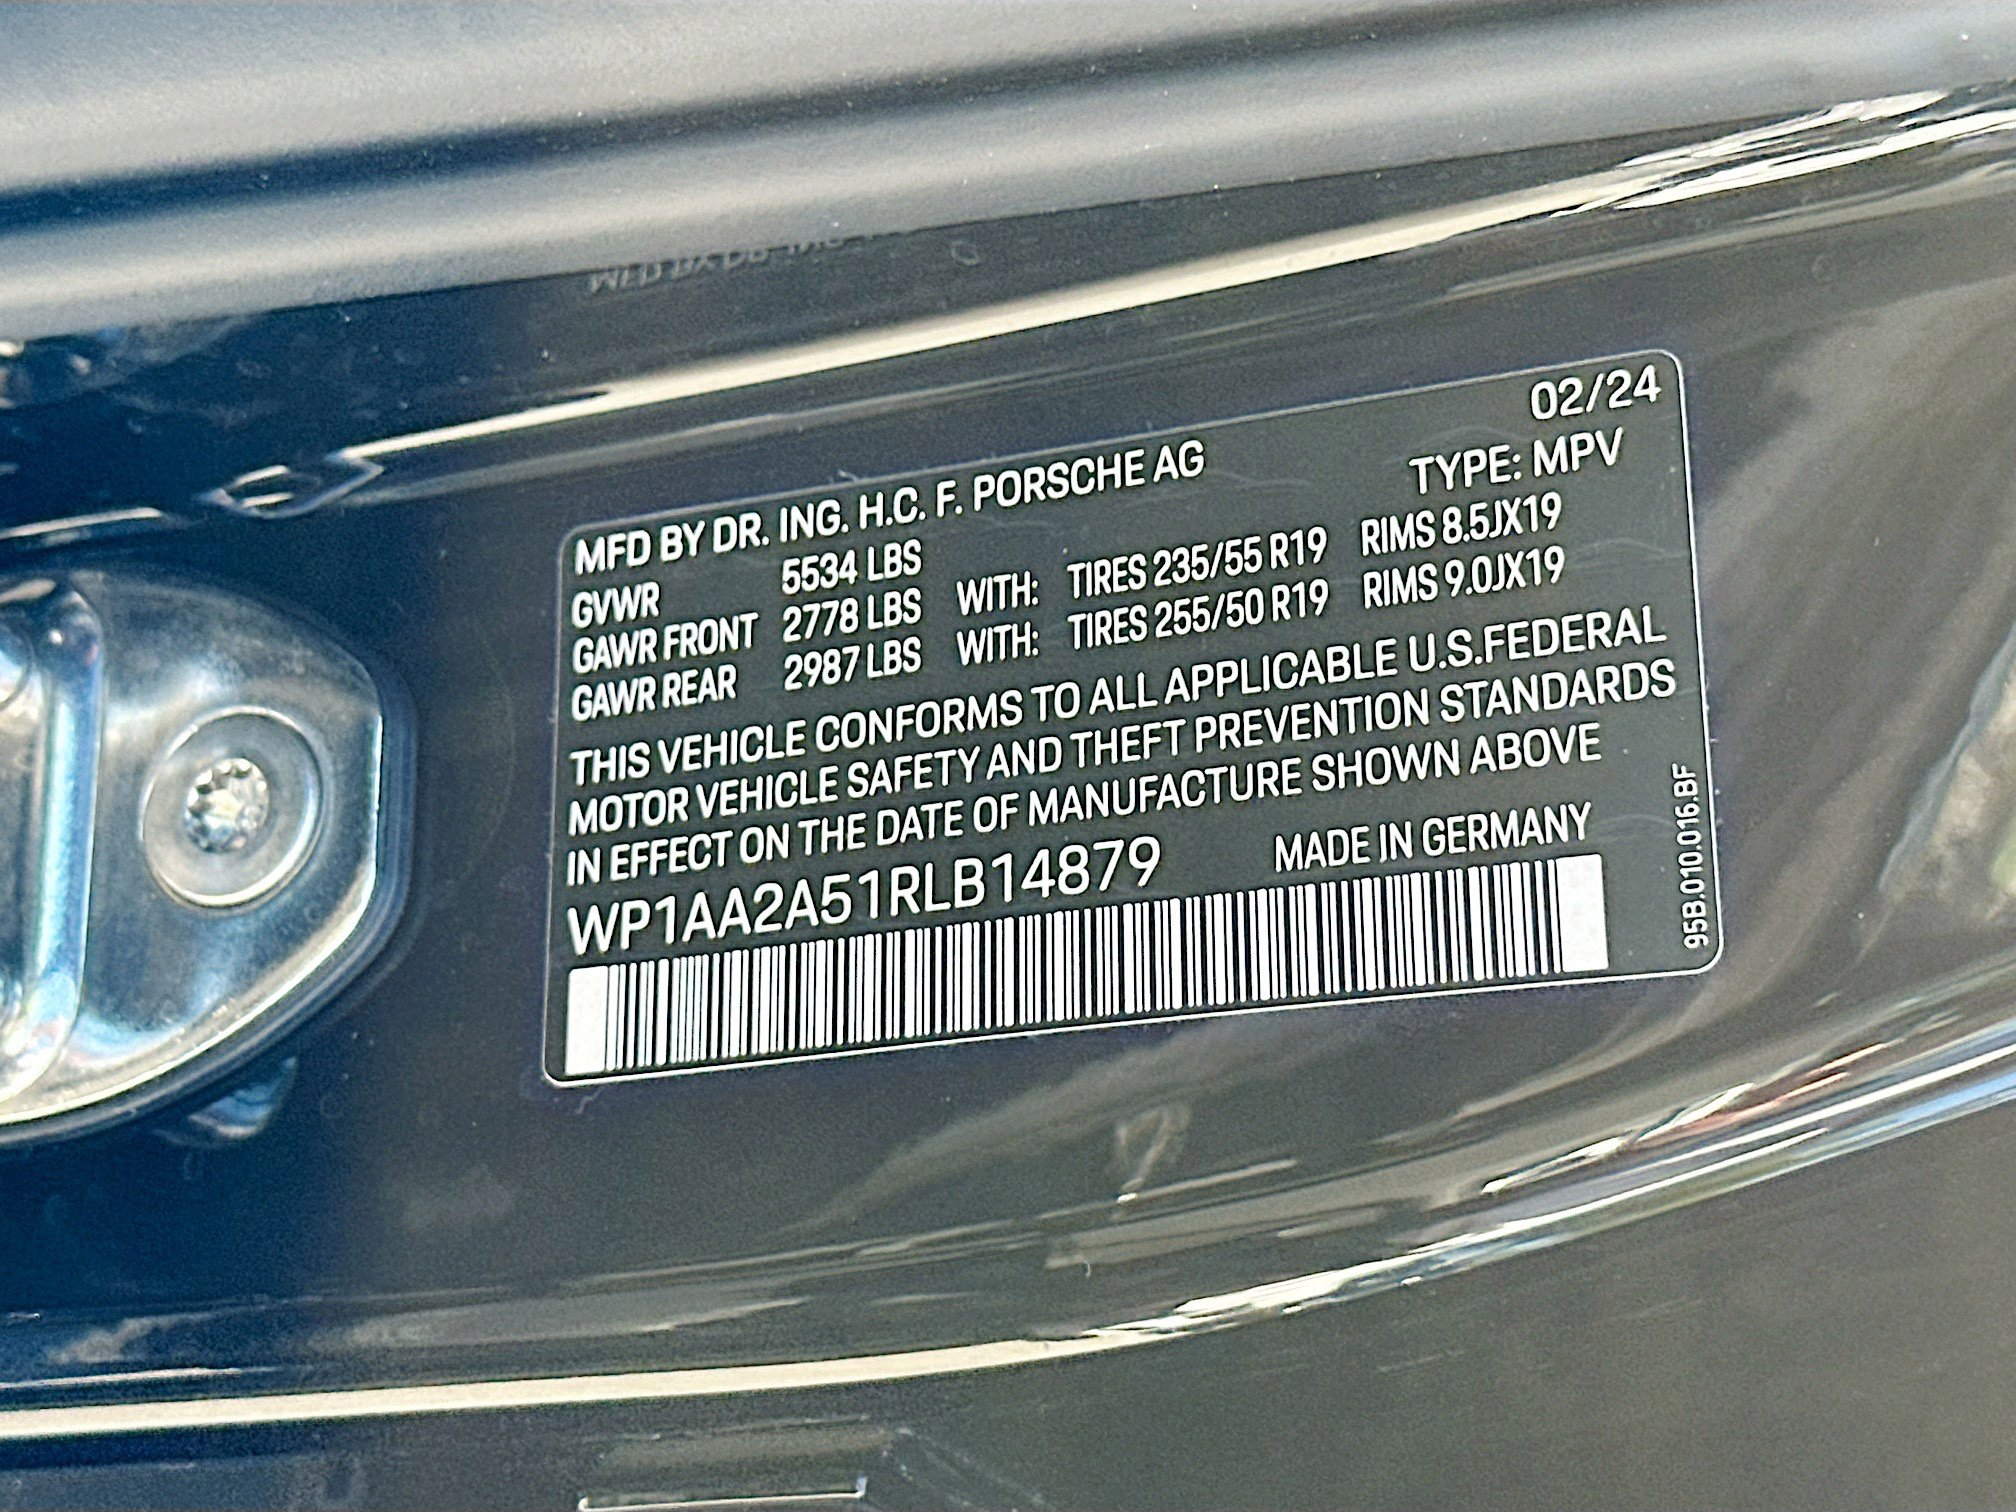 02/24
MFD BY DR. ING. H.C. F. PORSCHE AG TYPE: MPV
GVWR 5534 LBS
GAWR FRONT 2778 LBS WITH: TIRES 235/55 R19 RIMS 8.5JX19
GAWR REAR 2987 LBS WITH: TIRES 255/50 R19 RIMS 9.0JX19
THIS VEHICLE CONFORMS TO ALL APPLICABLE U.S.FEDERAL
MOTOR VEHICLE SAFETY AND THEFT PREVENTION STANDARDS
IN EFFECT ON THE DATE OF MANUFACTURE SHOWN ABOVE
WP1AA2A51RLB14879 MADE IN GERMANY
95B.010.016.BF